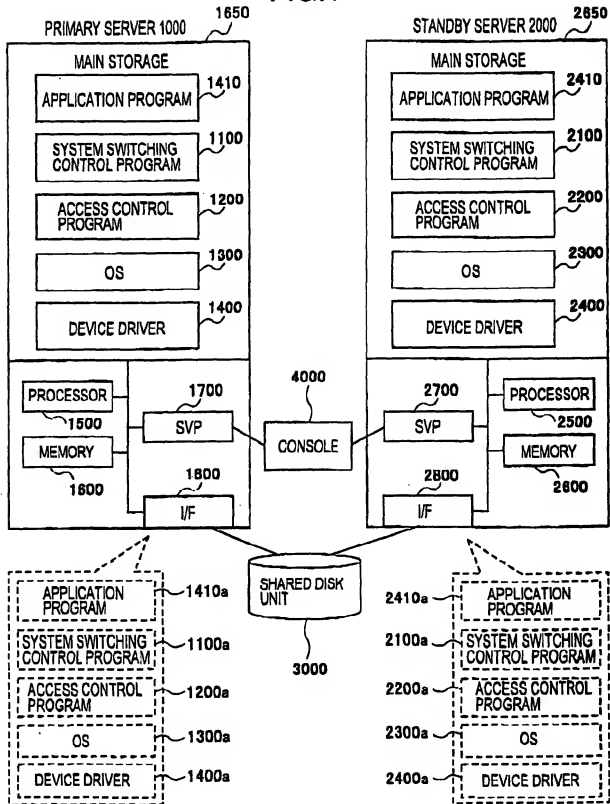 PRIMARY SERVER 1000
1650
MAIN STORAGE
APPLICATION PROGRAM
1410
SYSTEM SWITCHING
CONTROL PROGRAM
1100
ACCESS CONTROL
PROGRAM
1200
OS
1300
DEVICE DRIVER
1400
PROCESSOR
1500
MEMORY
1600
1700
SVP
1800
I/F
4000
CONSOLE
SHARED DISK
UNIT
3000
STANDBY SERVER 2000
2650
MAIN STORAGE
APPLICATION PROGRAM
2410
SYSTEM SWITCHING
CONTROL PROGRAM
2100
ACCESS CONTROL
PROGRAM
2200
OS
2300
DEVICE DRIVER
2400
2700
SVP
PROCESSOR
2500
MEMORY
2600
2800
I/F
APPLICATION
PROGRAM
1410a
SYSTEM SWITCHING
CONTROL PROGRAM
1100a
ACCESS CONTROL
PROGRAM
1200a
OS
1300a
DEVICE DRIVER
1400a
2410a
APPLICATION
PROGRAM
2100a
SYSTEM SWITCHING
CONTROL PROGRAM
2200a
ACCESS CONTROL
PROGRAM
2300a
OS
2400a
DEVICE DRIVER